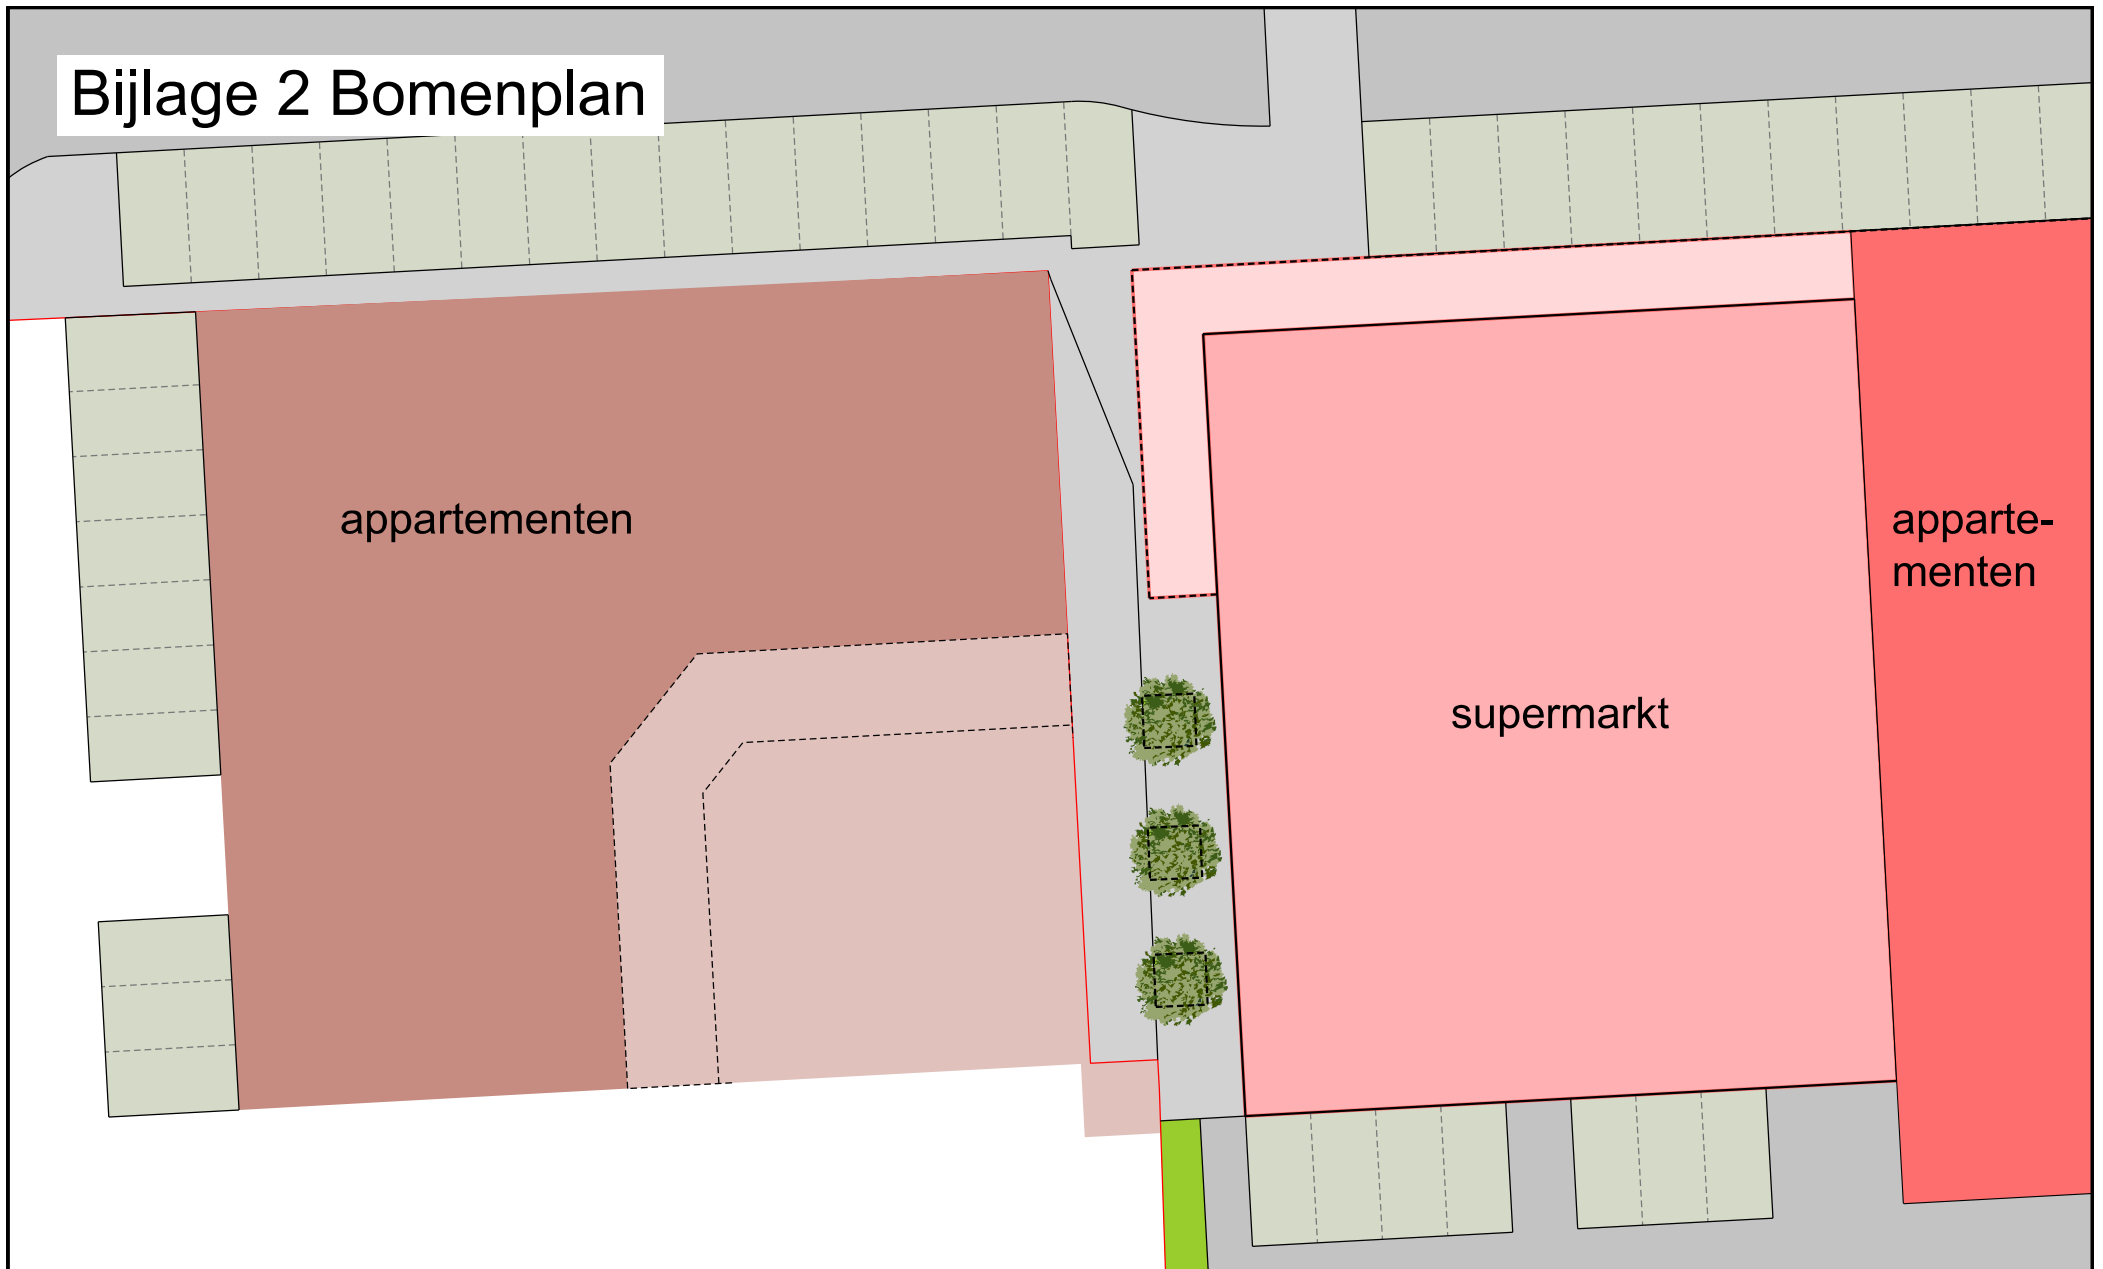 Bijlage 2 Bomenplan
appartementen
apparte-
menten
supermarkt